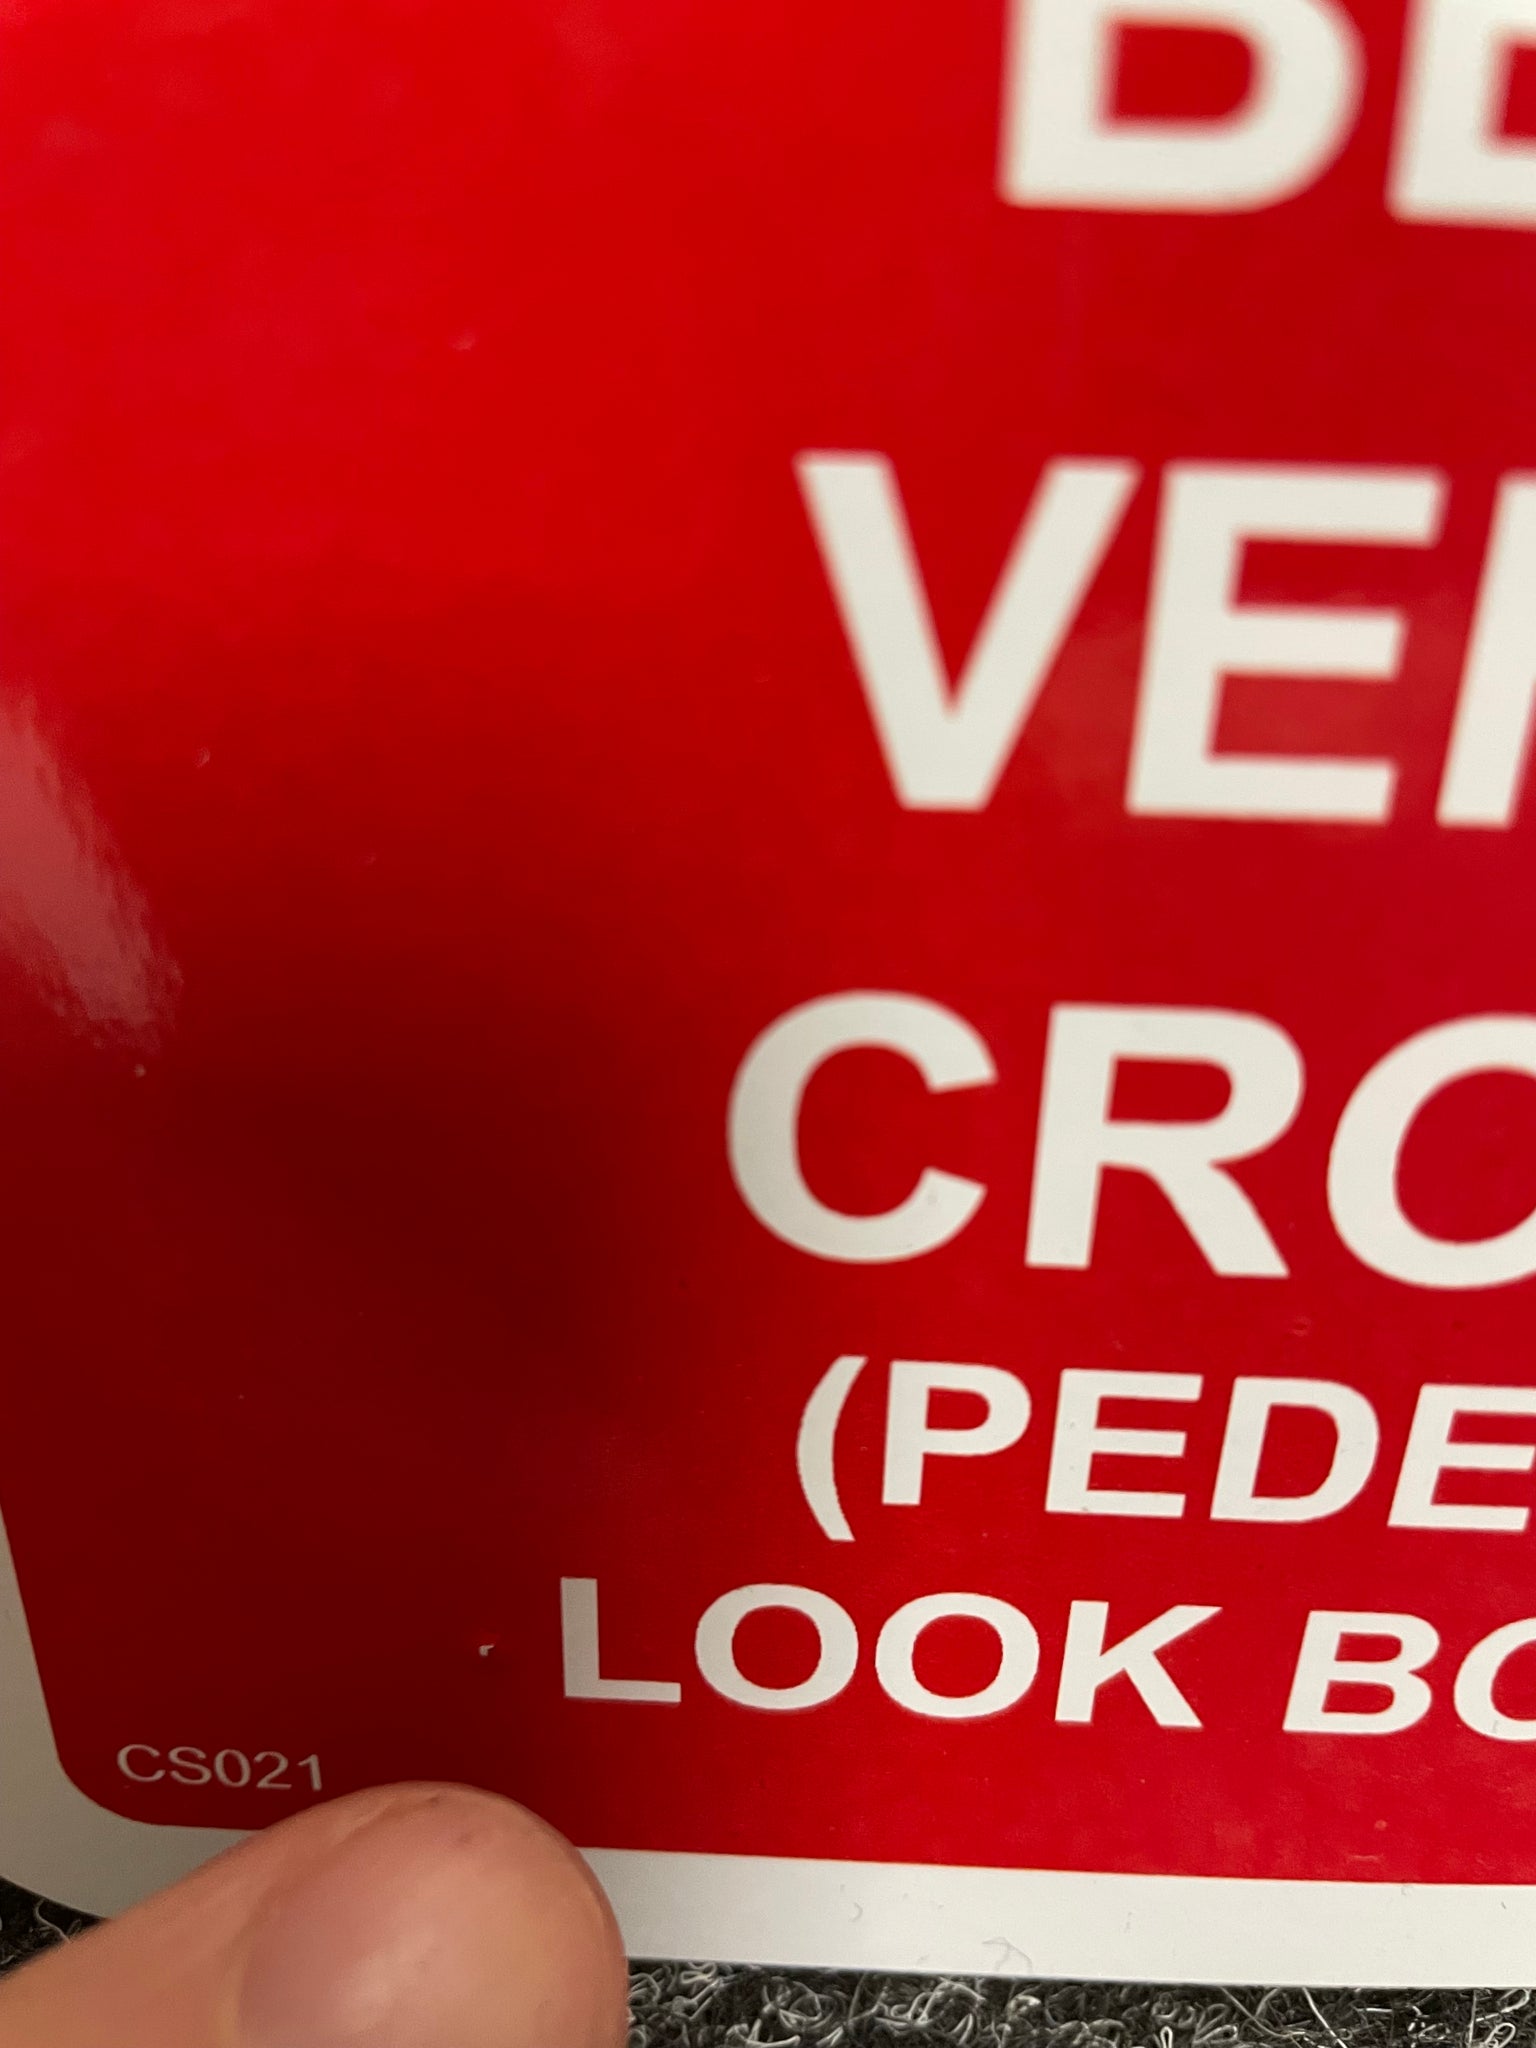 BE
VE
CRO
(PEDE
LOOK BO
CS021